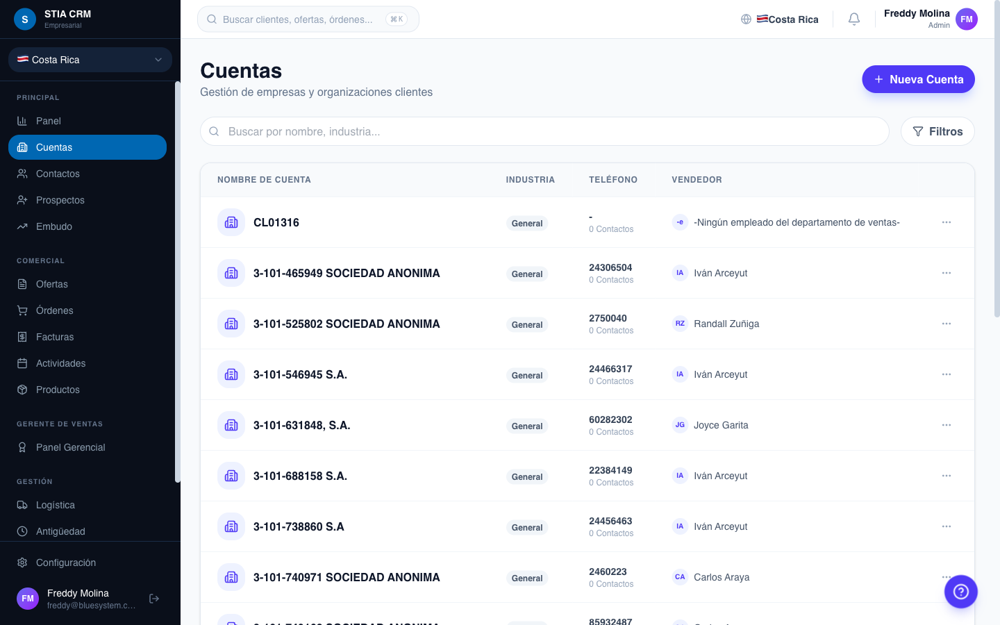 STIA CRM
Empresarial
Costa Rica
PRINCIPAL
Panel
Cuentas
Contactos
Prospectos
Embudo
COMERCIAL
Ofertas
Órdenes
Facturas
Actividades
Productos
GERENTE DE VENTAS
Panel Gerencial
GESTIÓN
Logística
Antigüedad
Configuración
FM
Freddy Molina
freddy@bluesystem.c...
Buscar clientes, ofertas, órdenes...
⌘K
Costa Rica
Freddy Molina
Admin
FM
Cuentas
Gestión de empresas y organizaciones clientes
+ Nueva Cuenta
Buscar por nombre, industria...
Filtros
NOMBRE DE CUENTA INDUSTRIA TELÉFONO VENDEDOR
CL01316 General - 0 Contactos -e -Ningún empleado del departamento de ventas-
3-101-465949 SOCIEDAD ANONIMA General 24306504 0 Contactos IA Iván Arceyut
3-101-525802 SOCIEDAD ANONIMA General 2750040 0 Contactos RZ Randall Zuñiga
3-101-546945 S.A. General 24466317 0 Contactos IA Iván Arceyut
3-101-631848, S.A. General 60282302 0 Contactos JG Joyce Garita
3-101-688158 S.A. General 22384149 0 Contactos IA Iván Arceyut
3-101-738860 S.A General 24456463 0 Contactos IA Iván Arceyut
3-101-740971 SOCIEDAD ANONIMA General 2460223 0 Contactos CA Carlos Araya
85932487